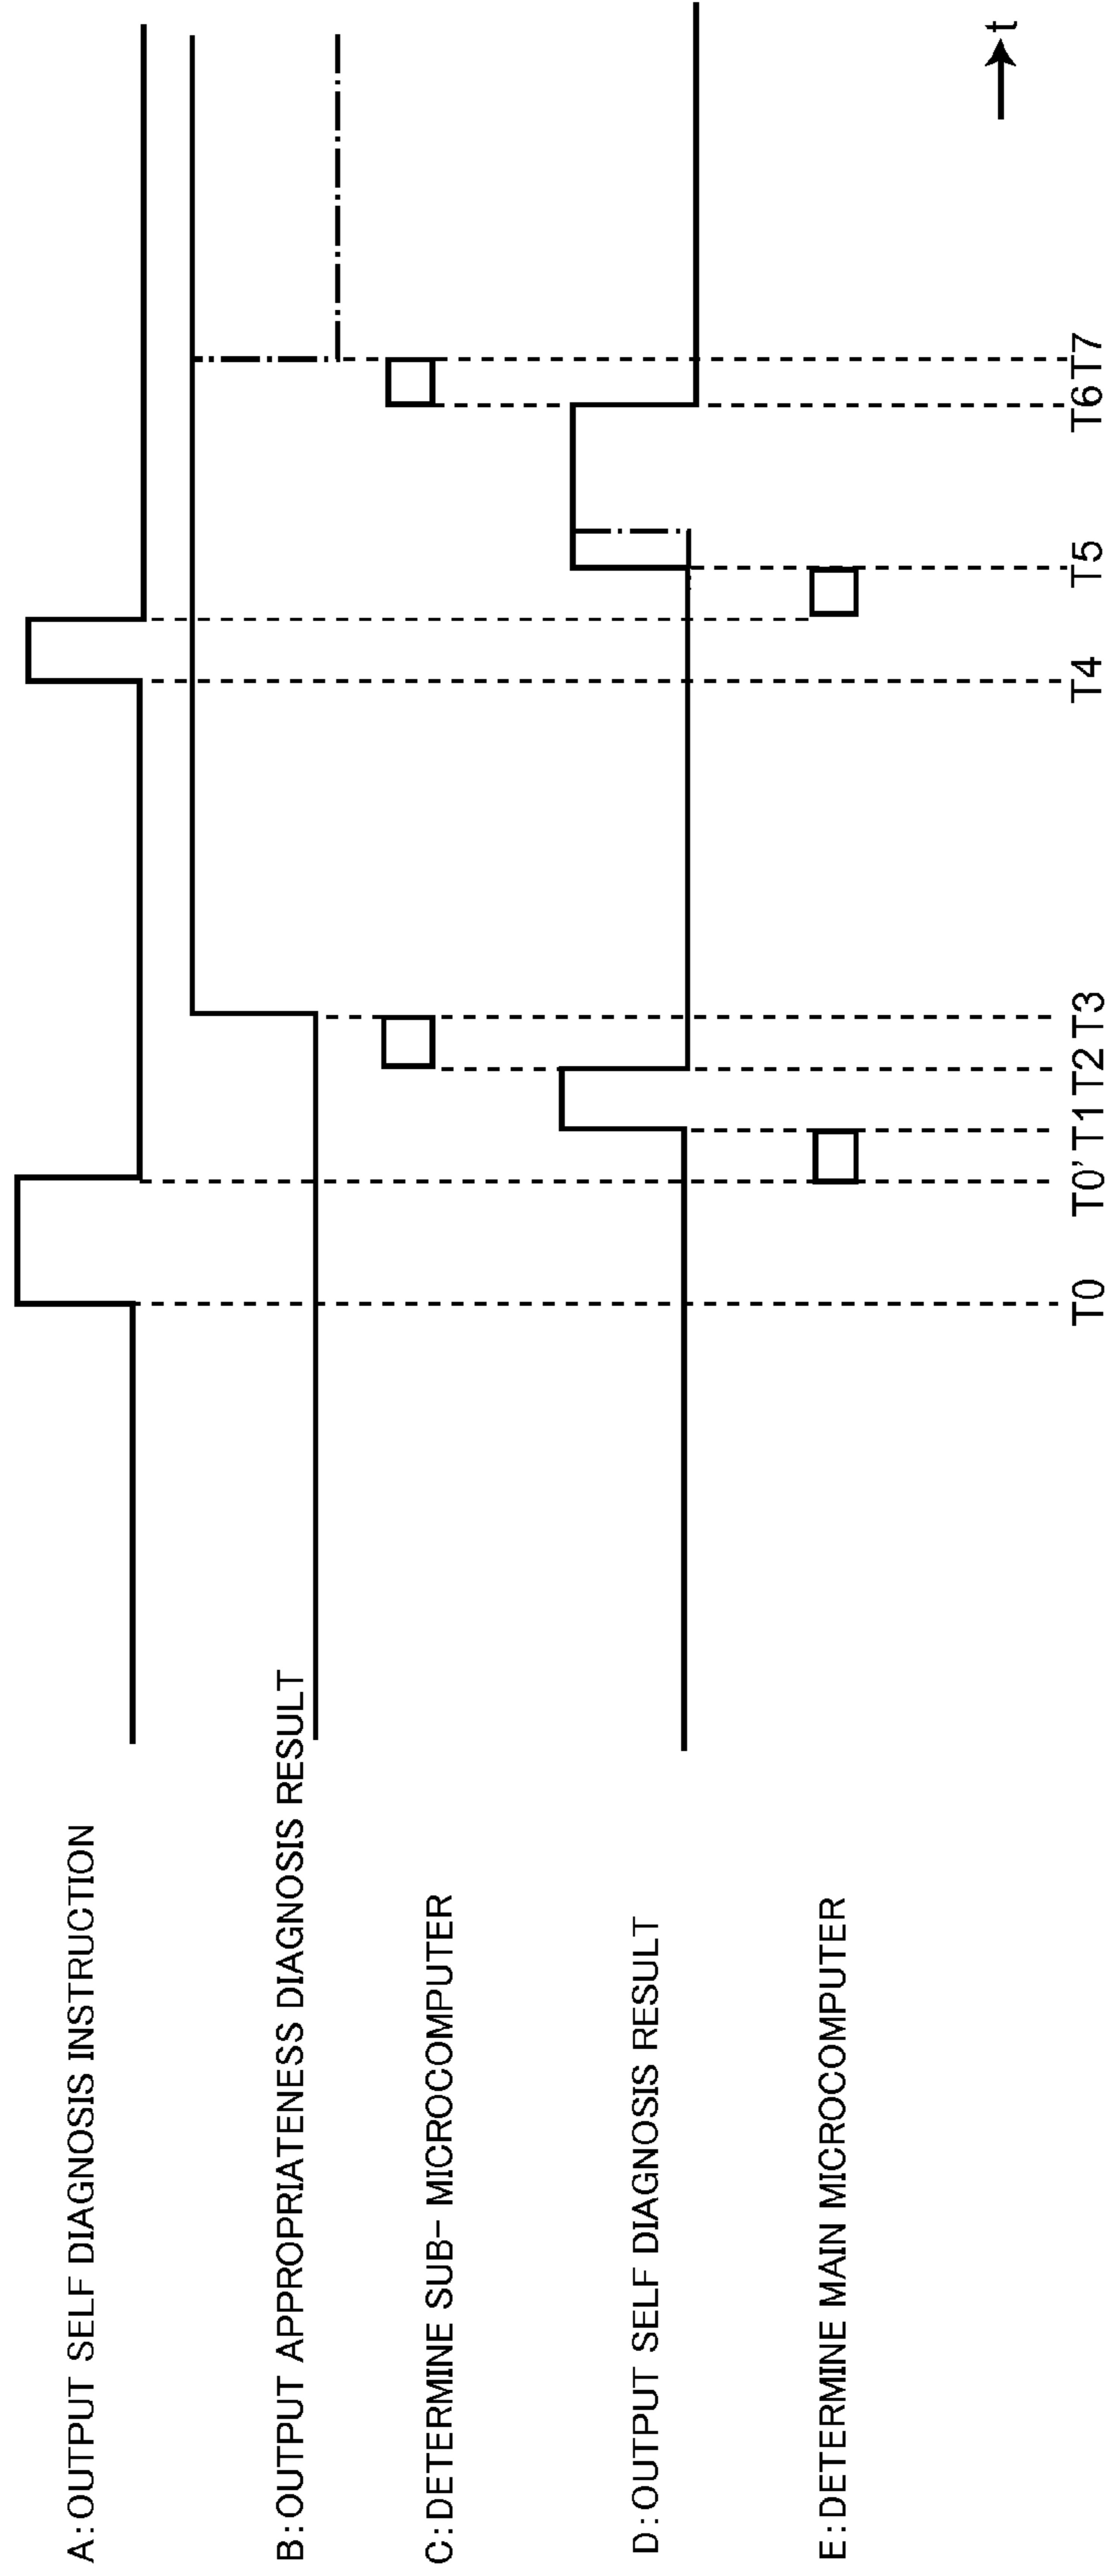 A:OUTPUT SELF DIAGNOSIS INSTRUCTION
B:OUTPUT APPROPRIATENESS DIAGNOSIS RESULT
C:DETERMINE SUB- MICROCOMPUTER
D:OUTPUT SELF DIAGNOSIS RESULT
E:DETERMINE MAIN MICROCOMPUTER
t
T0 T0' T1 T2 T3 T4 T5 T6 T7